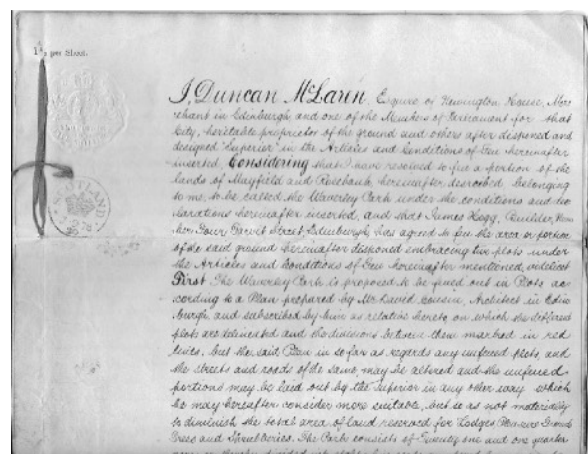 1/- per Sheet.
I, Duncan McLaren, Esquire of Newington House, Mer=
chant in Edinburgh and one of the Members of Parliament for that
City, heritable proprietor of the ground and others after disponed and
designed "Superior" in the Articles and Conditions of Feu hereinafter
inserted, Considering that I have resolved to feu a portion of the
lands of Mayfield and Rosebank hereinafter described belonging
to me, to be called the Waverley Park under the conditions and de
clarations hereinafter inserted, and that James Hogg, Builder,
Four Street, Edinburgh, has agreed to feu the area or portion
of the said ground hereinafter disponed embracing two plots under
the Articles and Conditions of Feu hereinafter mentioned, videlicet
First The Waverley Park is proposed to be feued out in Plots ac
cording to a Plan prepared by Mr David Cousin, Architect in Edin
burgh, and subscribed by him as relative hereto, on which the different
plots are delineated and the divisions between them marked in red
lines, but the said Plan in so far as regards any unfeued plots, and
the streets and roads of the same, may be altered and the unfeued
portions may be laid out by the Superior in any other way which
he may hereafter consider more suitable, but so as not materially
to diminish the total area of land reserved for Lodges Pleasure Ground
Trees and Shrubberies. The Park consists of Twenty one and one quarter